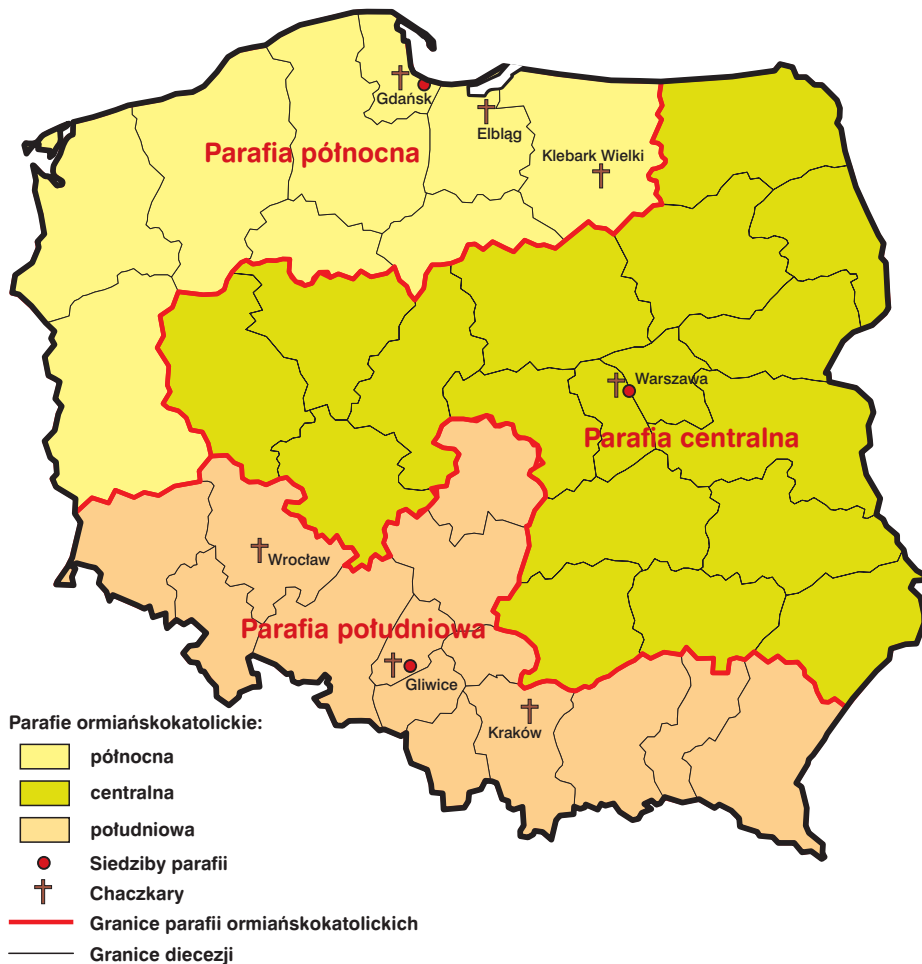 Gdańsk
Elbląg
Parafia północna
Klebark Wielki
Warszawa
Parafia centralna
Wrocław
Parafia południowa
Gliwice
Kraków
Parafie ormiańskokatolickie:
północna
centralna
południowa
Siedziby parafii
Chaczkary
Granice parafii ormiańskokatolickich
Granice diecezji